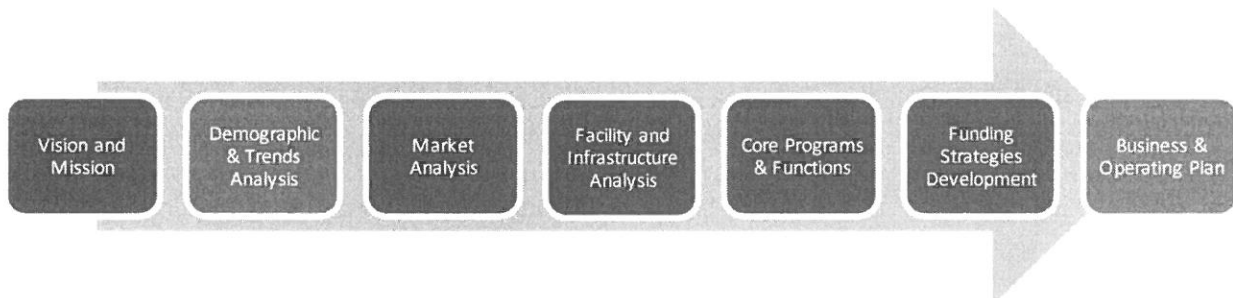 Vision and
Mission
Demographic
& Trends
Analysis
Market
Analysis
Facility and
Infrastructure
Analysis
Core Programs
& Functions
Funding
Strategies
Development
Business &
Operating Plan